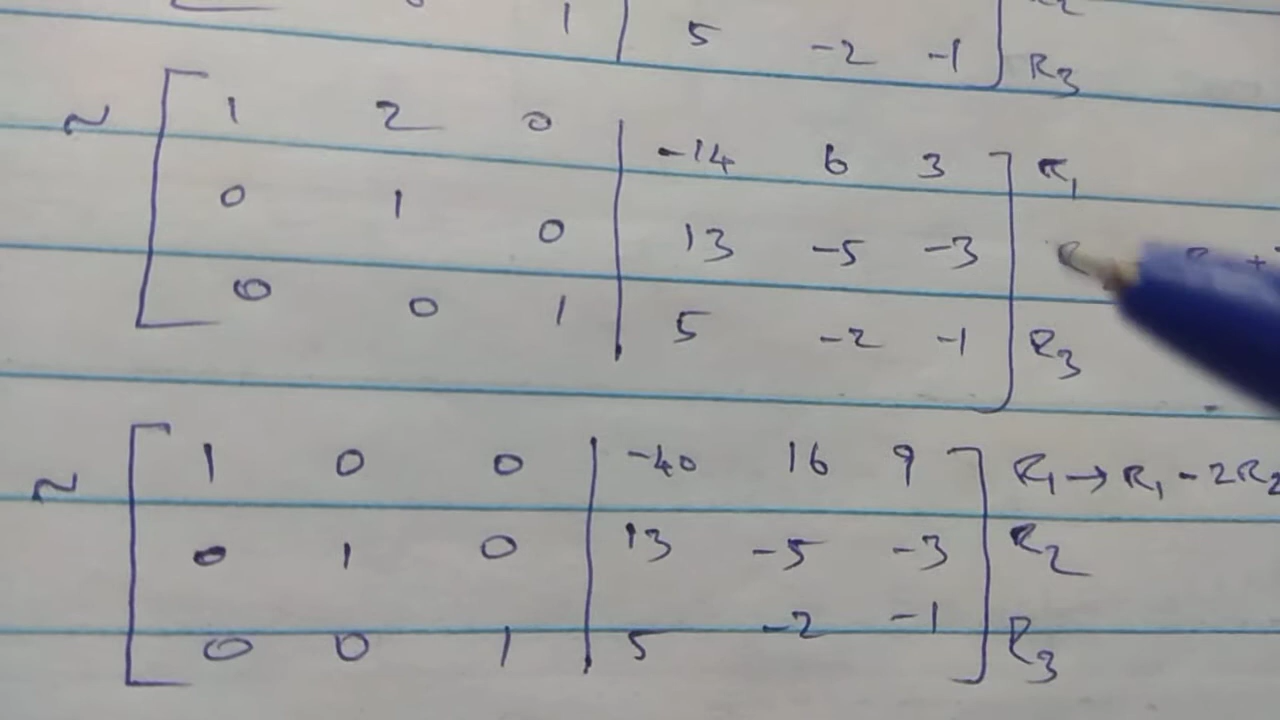 1 | 5 -2 -1 ] R3
~ [ 1 2 0 | -14 6 3 ] R1
0 1 0 | 13 -5 -3
0 0 1 | 5 -2 -1 R3
~ [ 1 0 0 | -40 16 9 ] R1 → R1 - 2R2
0 1 0 | 13 -5 -3 R2
0 0 1 | 5 -2 -1 R3